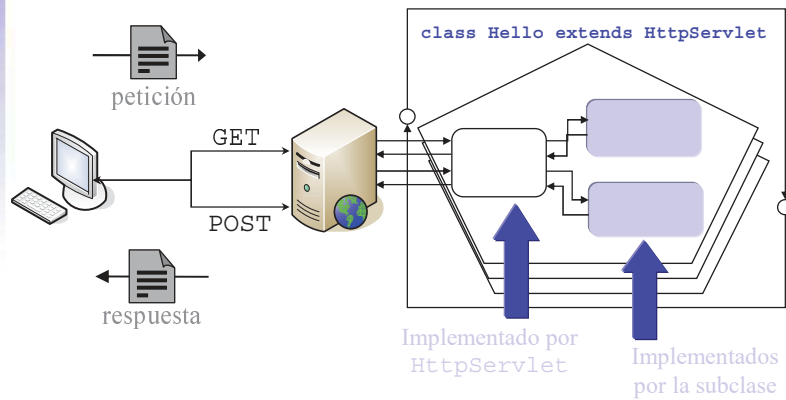 class Hello extends HttpServlet
petición
GET
POST
respuesta
Implementado por
HttpServlet
Implementados
por la subclase